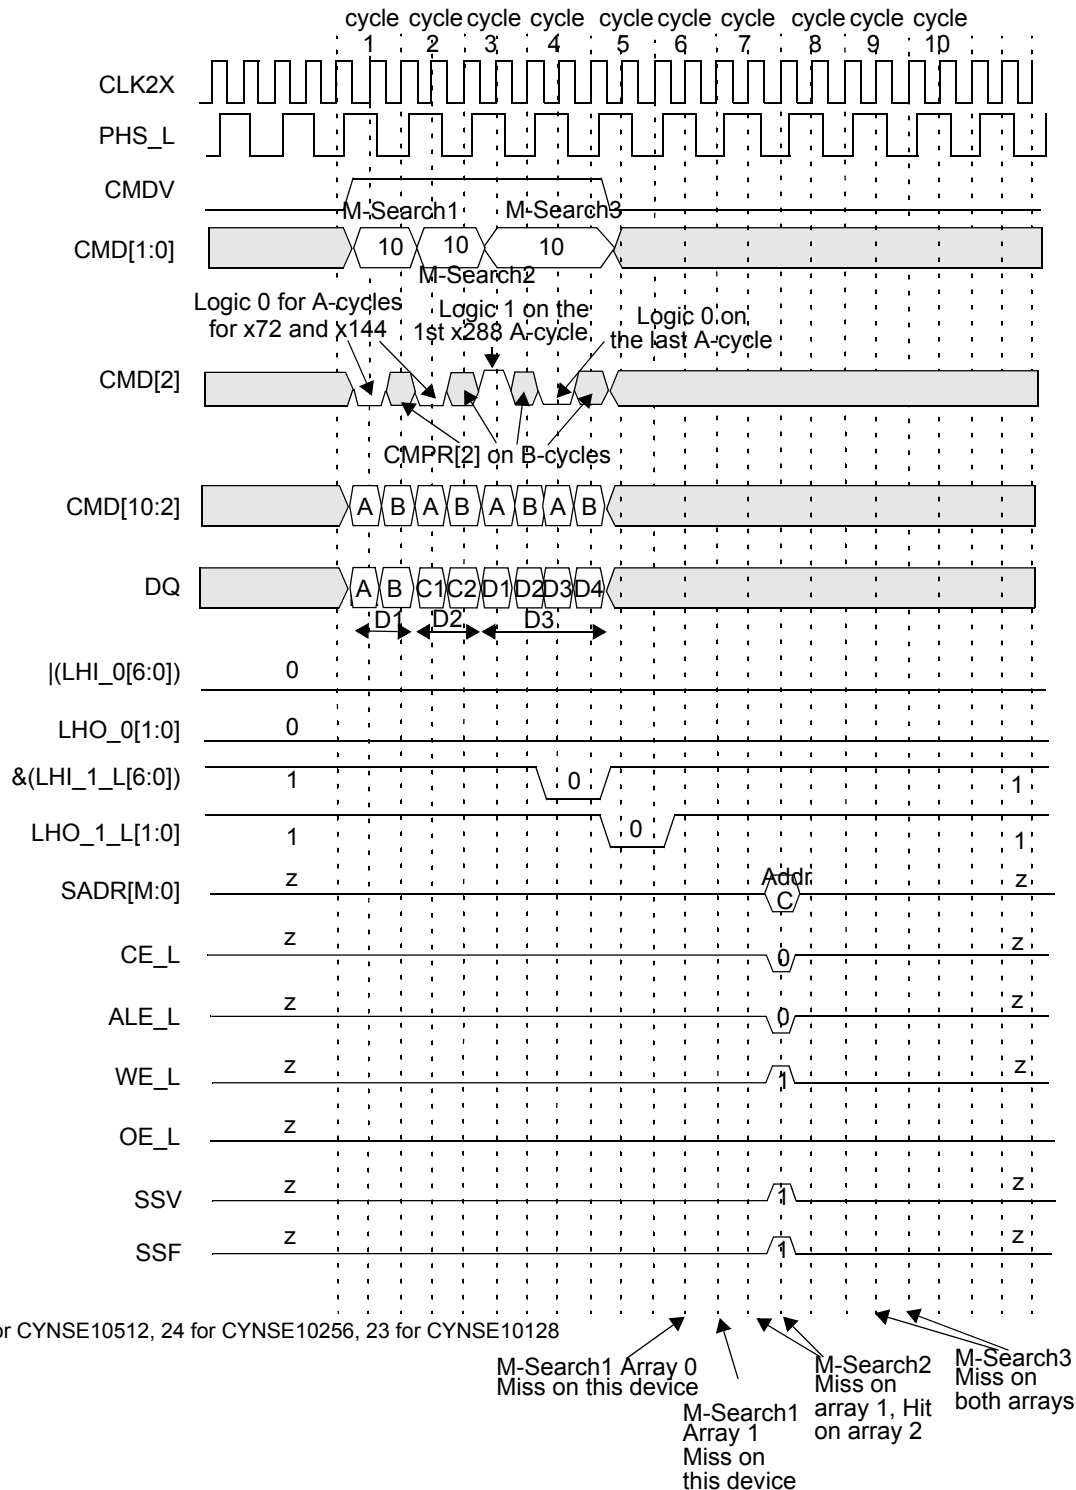 cycle cycle cycle cycle cycle cycle cycle cycle cycle cycle
1 2 3 4 5 6 7 8 9 10
CLK2X
PHS_L
CMDV
M-Search1 M-Search3
CMD[1:0] 10 10 10
M-Search2
Logic 0 for A-cycles
for x72 and x144
Logic 1 on the
1st x288 A-cycle
Logic 0 on
the last A-cycle
CMD[2]
CMPR[2] on B-cycles
CMD[10:2] A B A B A B A B
DQ A B C1 C2 D1 D2 D3 D4
D1 D2 D3
|(LHI_0[6:0]) 0
LHO_0[1:0] 0
&(LHI_1_L[6:0]) 1 0 1
LHO_1_L[1:0] 1 0 1
SADR[M:0] z Addr C z
CE_L z 0 z
ALE_L z 0 z
WE_L z 1 z
OE_L z
SSV z 1 z
SSF z 1 z
or CYNSE10512, 24 for CYNSE10256, 23 for CYNSE10128
M-Search1 Array 0
Miss on this device
M-Search1
Array 1
Miss on
this device
M-Search2
Miss on
array 1, Hit
on array 2
M-Search3
Miss on
both arrays